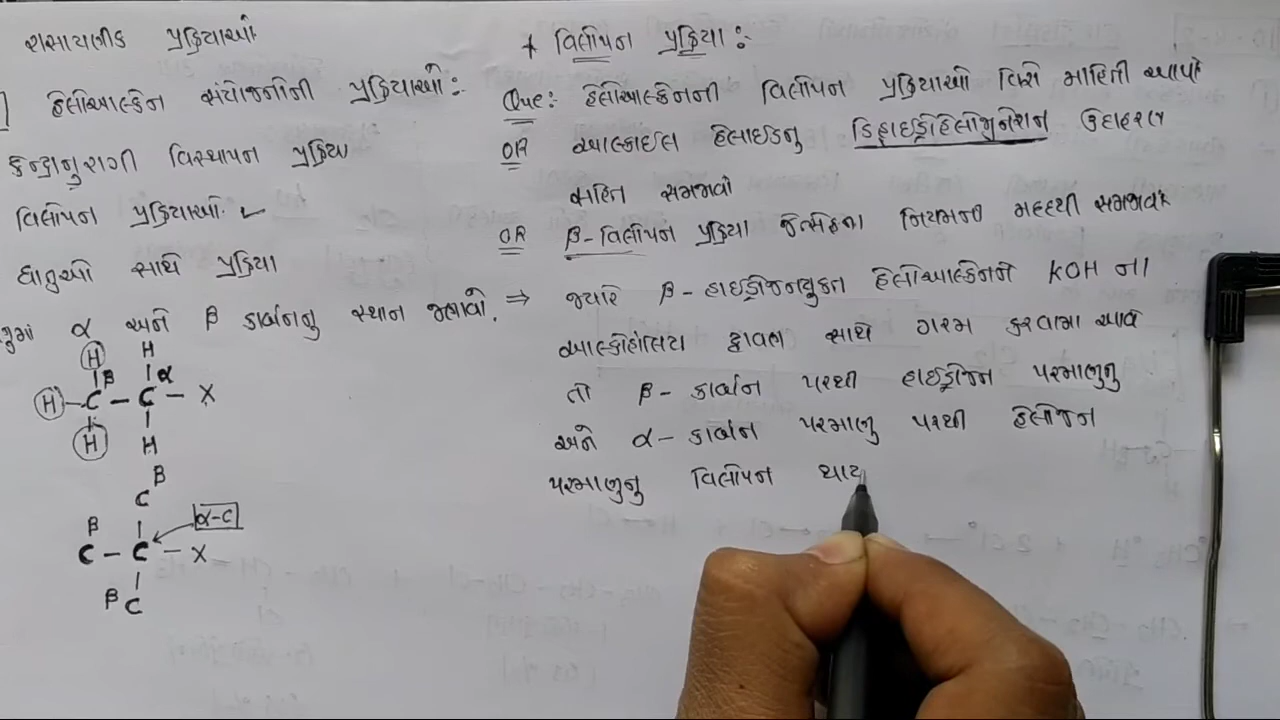 રાસાયણીક પ્રક્રિયાઓ
હેલોઆલ્કેન સંયોજનોની પ્રક્રિયાઓ:
કેન્દ્રાનુરાગી વિસ્થાપન પ્રક્રિયા
વિલોપન પ્રક્રિયાઓ ✓
ધાતુઓ સાથે પ્રક્રિયા
α અને β કાર્બનનુ સ્થાન જણાવો.
H H
β α
H - C - C - X
H H
β
C
β α-C
C - C - X
β C
* વિલોપન પ્રક્રિયા :-
Que: હેલોઆલ્કેનની વિલોપન પ્રક્રિયાઓ વિશે માહિતી આપો
OR આલ્કાઈલ હેલાઇડનુ ડિહાઇડ્રોહેલોજીનેશન ઉદાહરણ
સહિત સમજાવો
OR β-વિલોપન પ્રક્રિયા જેત્સેફના નિયમની મદદથી સમજાવો
⇒ જ્યારે β-હાઇડ્રોજનયુક્ત હેલોઆલ્કેનને KOH ના
આલ્કોહોલિય દ્રાવણ સાથે ગરમ કરવામા આવે
તો β-કાર્બન પરથી હાઈડ્રોજન પરમાણુનુ
અને α-કાર્બન પરમાણુ પરથી હેલોજન
પરમાણુનુ વિલોપન થાય